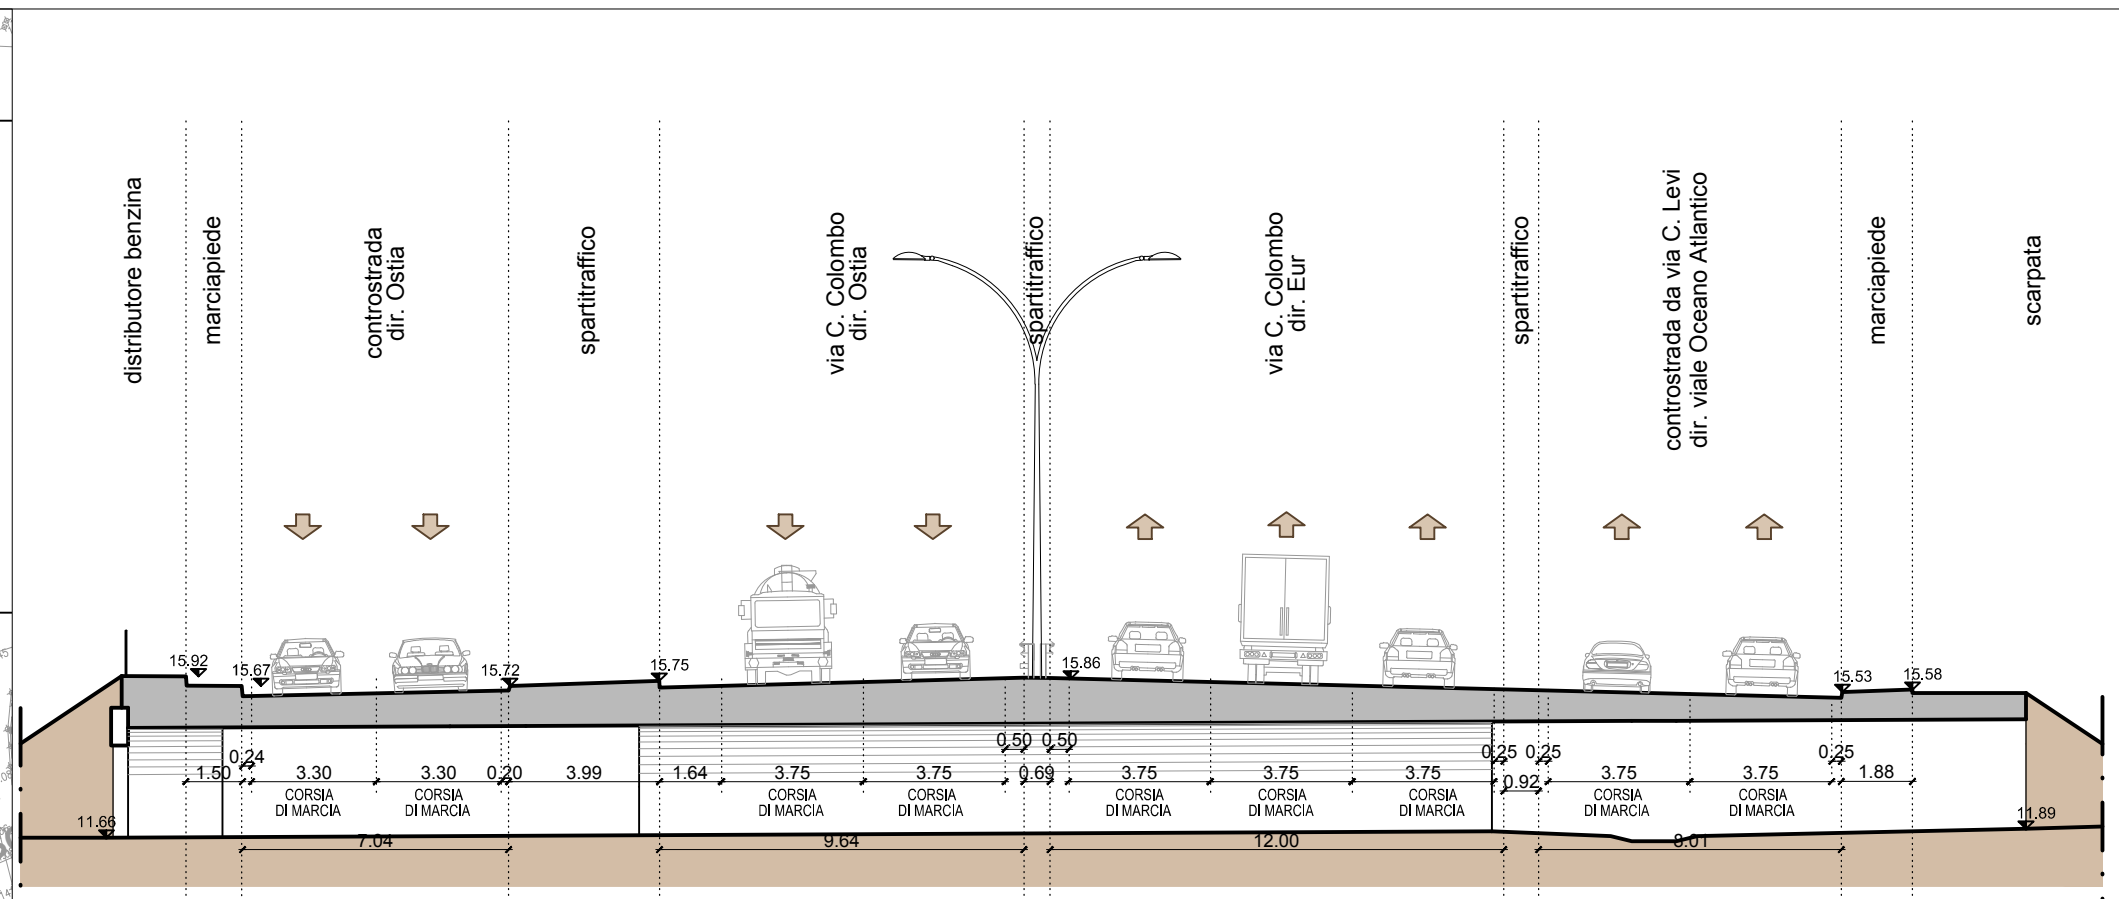 distributore benzina
marciapiede
controstrada
dir. Ostia
spartitraffico
via C. Colombo
dir. Ostia
spartitraffico
via C. Colombo
dir. Eur
spartitraffico
controstrada da via C. Levi
dir. viale Oceano Atlantico
marciapiede
scarpata
15.92
15.67
15.72
15.75
15.86
15.53
15.58
0.50 0.50
0.24
0.25 0.25
0.25
1.50
3.30
3.30
0.20
3.99
1.64
3.75
3.75
0.69
3.75
3.75
3.75
0.92
3.75
3.75
1.88
CORSIA
DI MARCIA
CORSIA
DI MARCIA
CORSIA
DI MARCIA
CORSIA
DI MARCIA
CORSIA
DI MARCIA
CORSIA
DI MARCIA
CORSIA
DI MARCIA
CORSIA
DI MARCIA
CORSIA
DI MARCIA
11.66
11.89
7.04
9.64
12.00
8.01